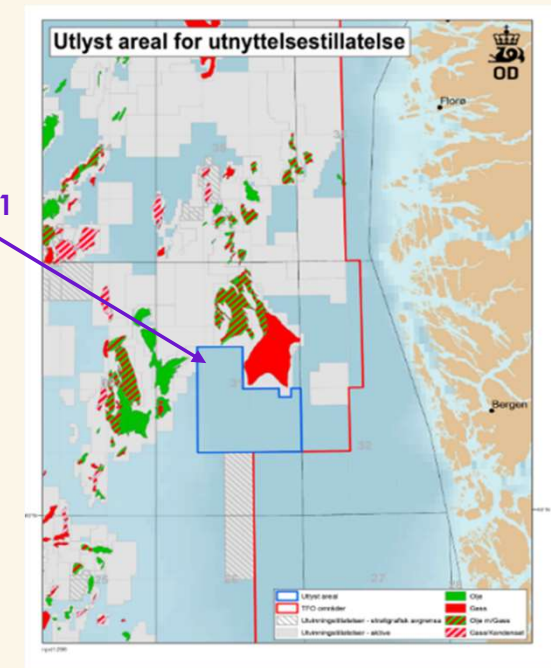 Utlyst areal for utnyttelsestillatelse
OD
Florø
1
Bergen
Utlyst areal
TFO områder
Utvinningstillatelser - stratigrafisk avgrensa
Utvinningstillatelser - aktive
Olje
Gass
Olje m/Gass
Gass/Kondensat